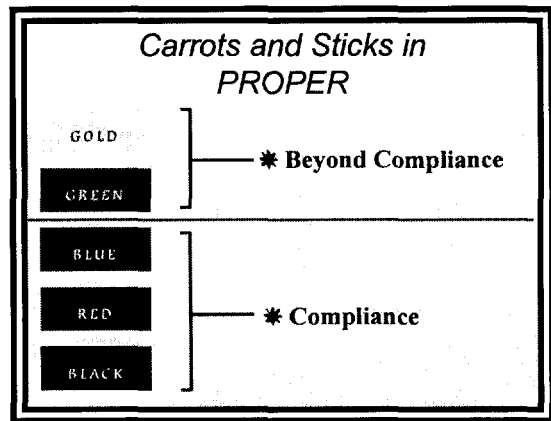 Carrots and Sticks in
PROPER
GOLD
✷ Beyond Compliance
GREEN
BLUE
RED
✷ Compliance
BLACK